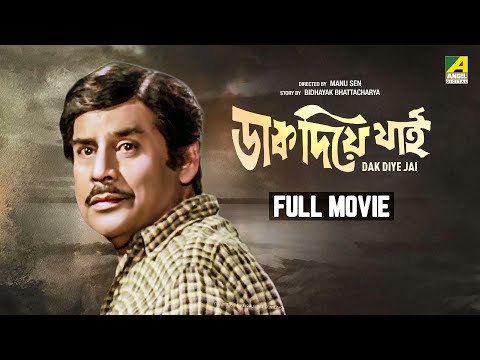 ANGEL
DIGITAL
DIRECTED BY MANU SEN
STORY BY BIDHAYAK BHATTACHARYA
ডাক দিয়ে যাই
DAK DIYE JAI
FULL MOVIE